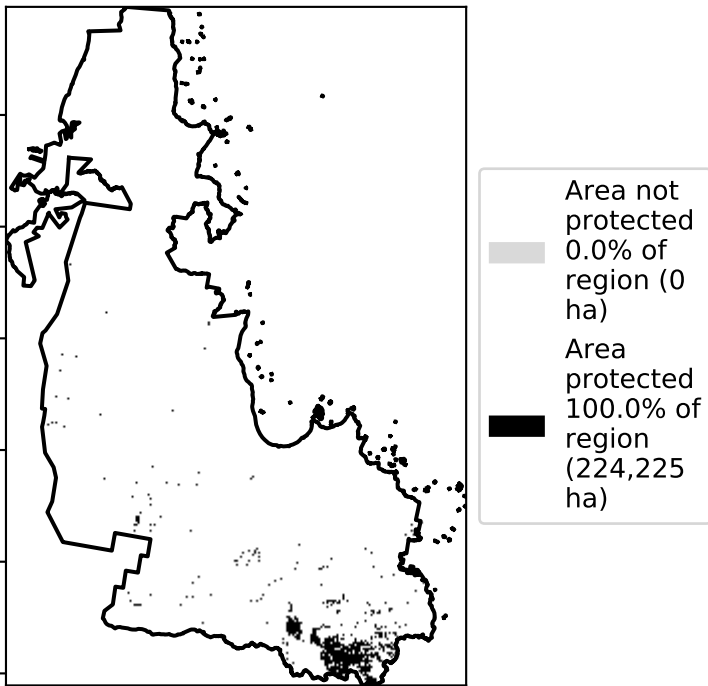 Area not
protected
0.0% of
region (0
ha)
Area
protected
100.0% of
region
(224,225
ha)